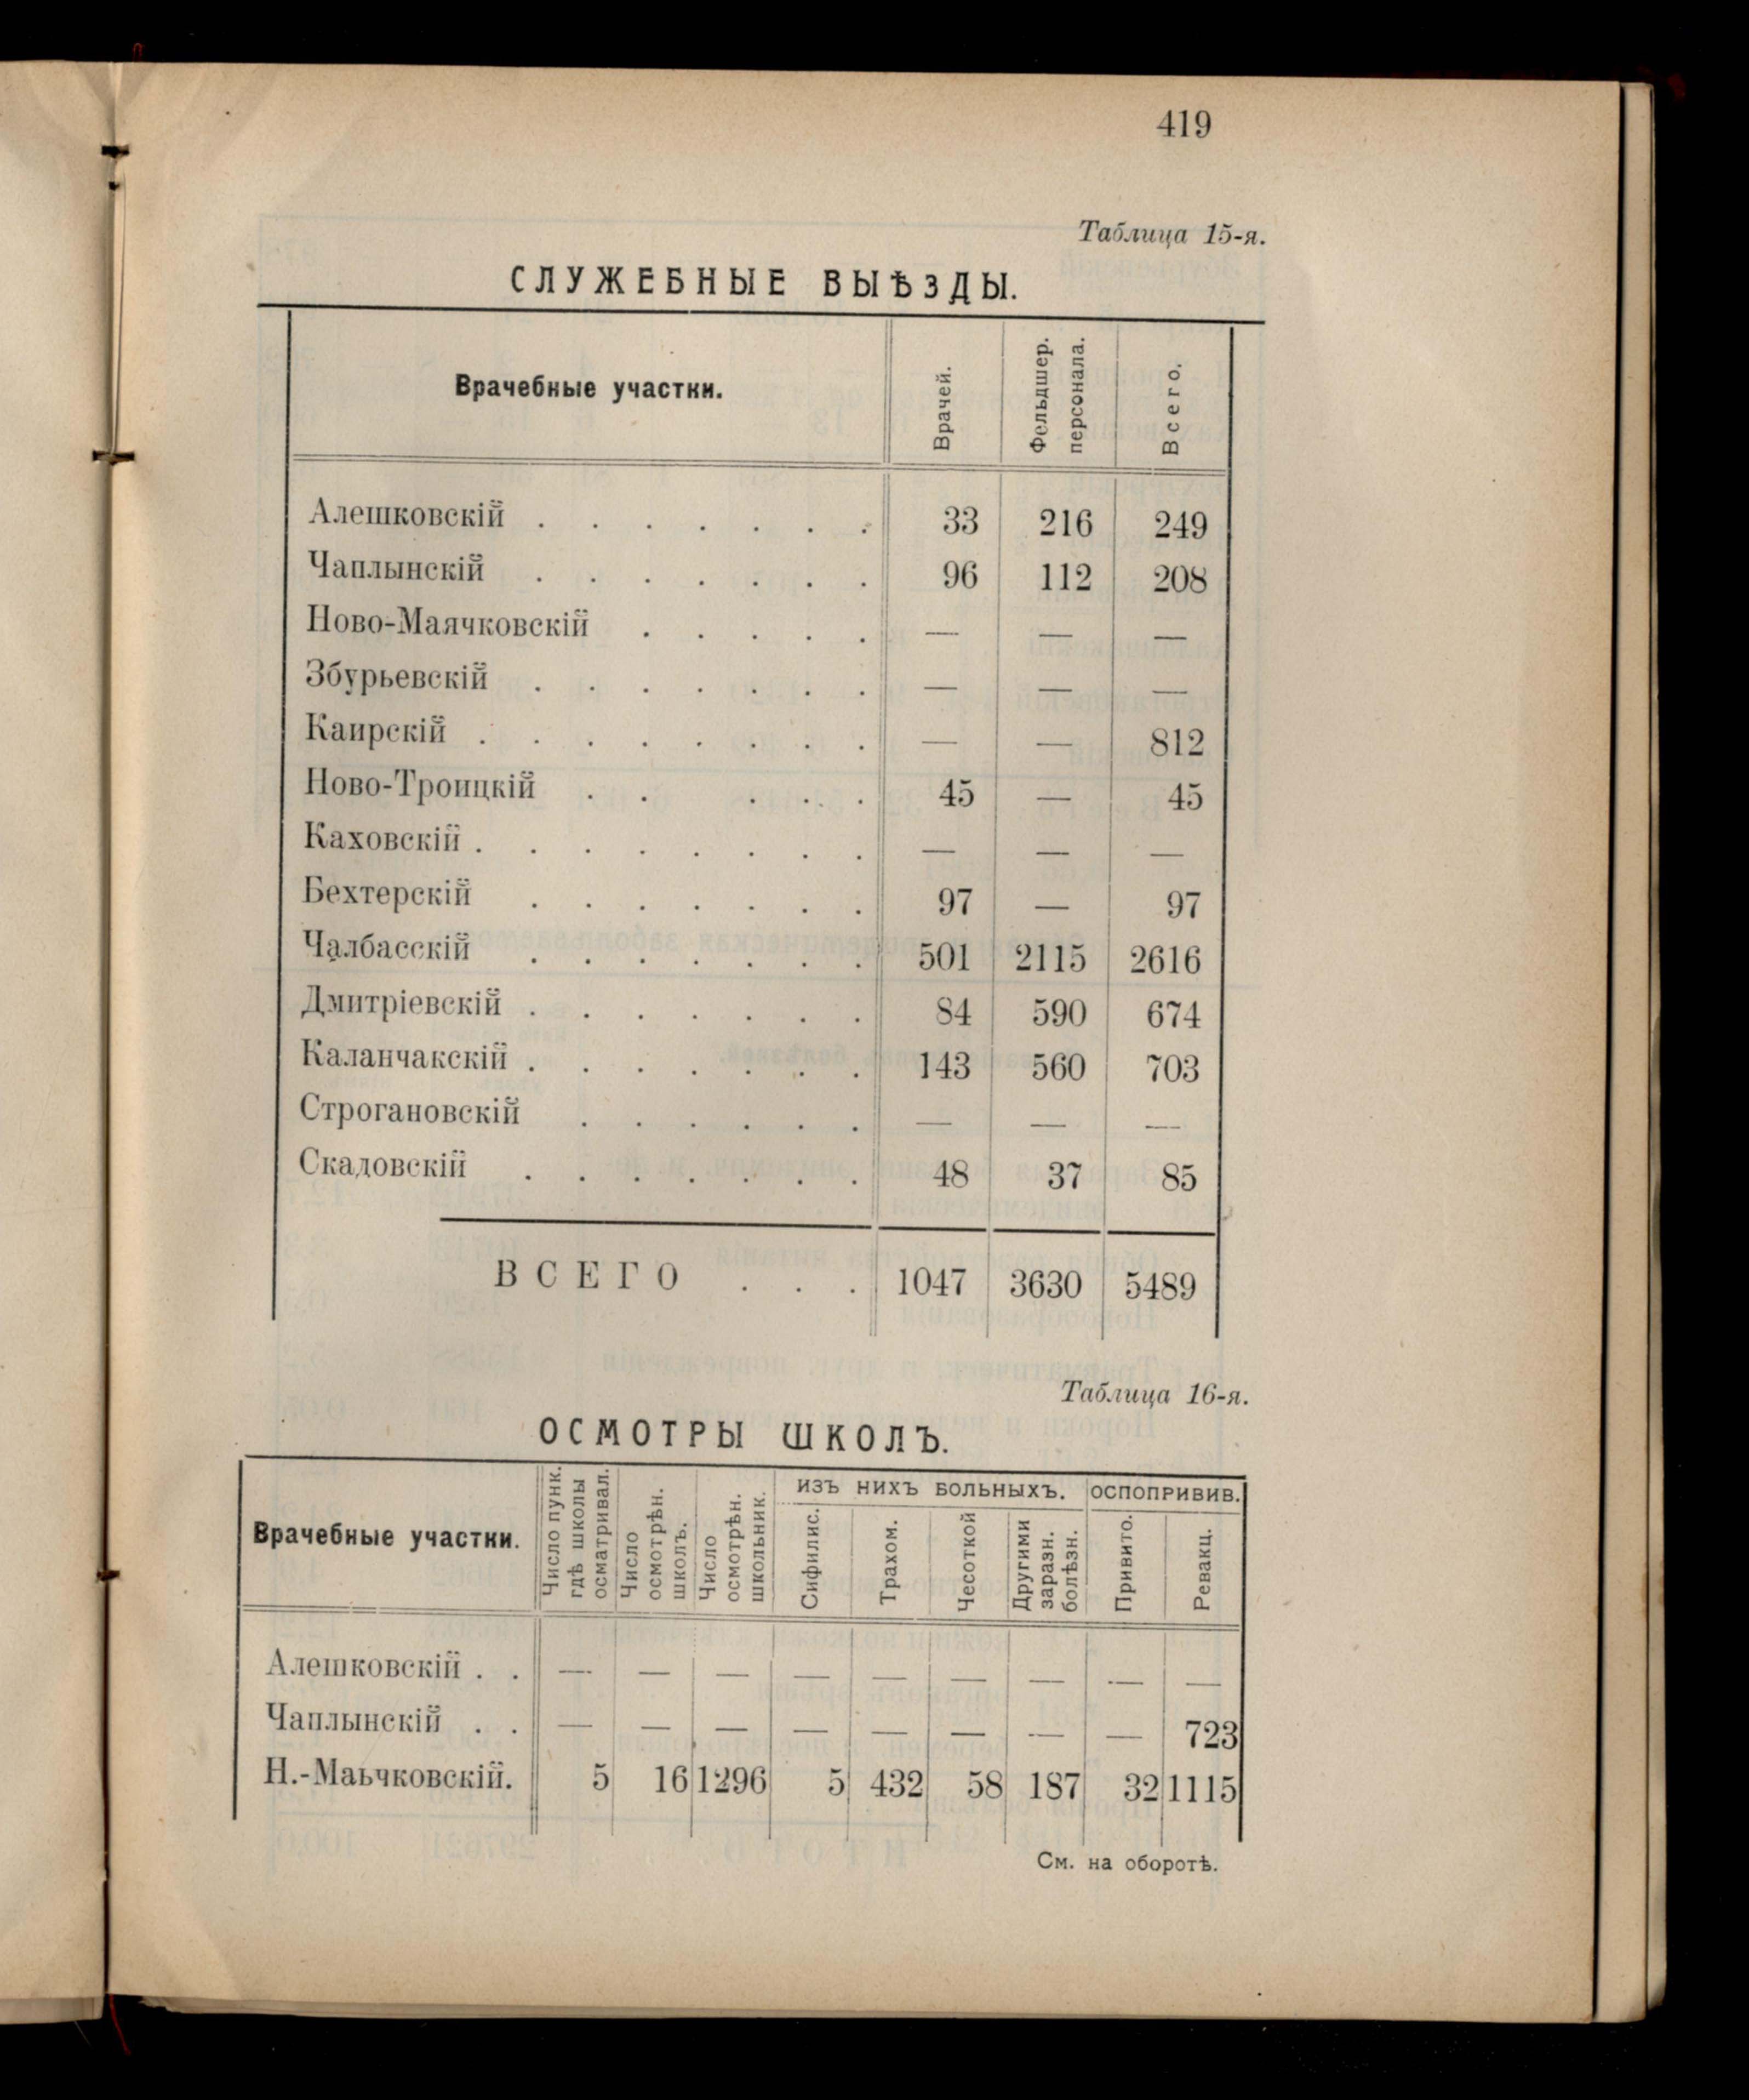 419
Таблица 15-я.
СЛУЖЕБНЫЕ ВЫѢЗДЫ.
Врачебные участки. Врачей. Фельдшер. персонала. Всего.
Алешковскій . . . . . . . 33 216 249
Чаплынскій . . . . . . . 96 112 208
Ново-Маячковскій . . . . . — — —
Збурьевскій . . . . . . . — — —
Каирскій . . . . . . . . — — 812
Ново-Троицкій . . . . . 45 — 45
Каховскій . . . . . . . . — — —
Бехтерскій . . . . . . . 97 — 97
Чалбасскій . . . . . . . 501 2115 2616
Дмитріевскій . . . . . . . 84 590 674
Каланчакскій . . . . . . . 143 560 703
Строгановскій . . . . . . — — —
Скадовскій . . . . . . . 48 37 85
ВСЕГО . . . 1047 3630 5489
Таблица 16-я.
ОСМОТРЫ ШКОЛЪ.
Врачебные участки. Число пунк. гдѣ школы осматривал. Число осмотрѣн. школъ. Число осмотрѣн. школьник. изъ нихъ больныхъ. оспопривив.
Сифилис. Трахом. Чесоткой Другими заразн. болѣзн. Привито. Ревакц.
Алешковскій . . — — — — — — — — —
Чаплынскій . . — — — — — — — — 723
Н.-Маьчковскій. 5 16 1296 5 432 58 187 32 1115
См. на оборотѣ.